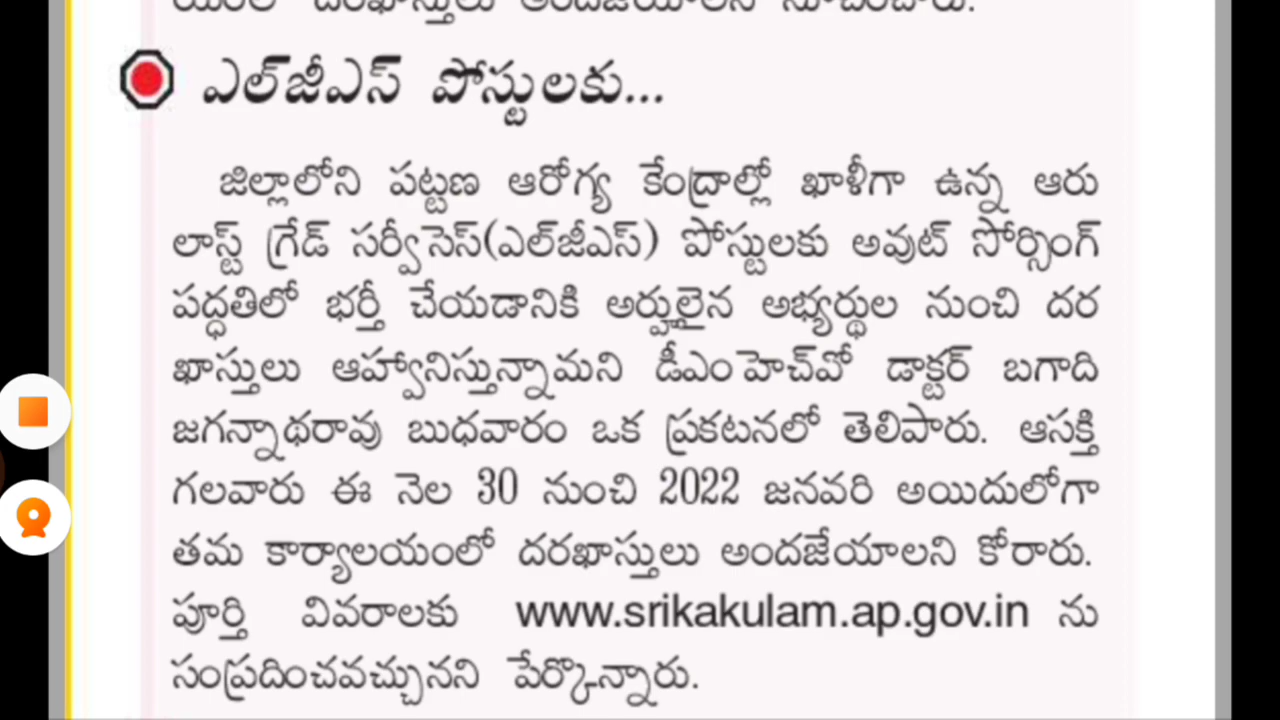 ఎల్‌జీఎస్ పోస్టులకు...
జిల్లాలోని పట్టణ ఆరోగ్య కేంద్రాల్లో ఖాళీగా ఉన్న ఆరు
లాస్ట్ గ్రేడ్ సర్వీసెస్(ఎల్‌జీఎస్) పోస్టులకు అవుట్ సోర్సింగ్
పద్ధతిలో భర్తీ చేయడానికి అర్హులైన అభ్యర్థుల నుంచి దర
ఖాస్తులు ఆహ్వానిస్తున్నామని డీఎంహెచ్‌వో డాక్టర్ బగాది
జగన్నాథరావు బుధవారం ఒక ప్రకటనలో తెలిపారు. ఆసక్తి
గలవారు ఈ నెల 30 నుంచి 2022 జనవరి అయిదులోగా
తమ కార్యాలయంలో దరఖాస్తులు అందజేయాలని కోరారు.
పూర్తి వివరాలకు www.srikakulam.ap.gov.in ను
సంప్రదించవచ్చునని పేర్కొన్నారు.